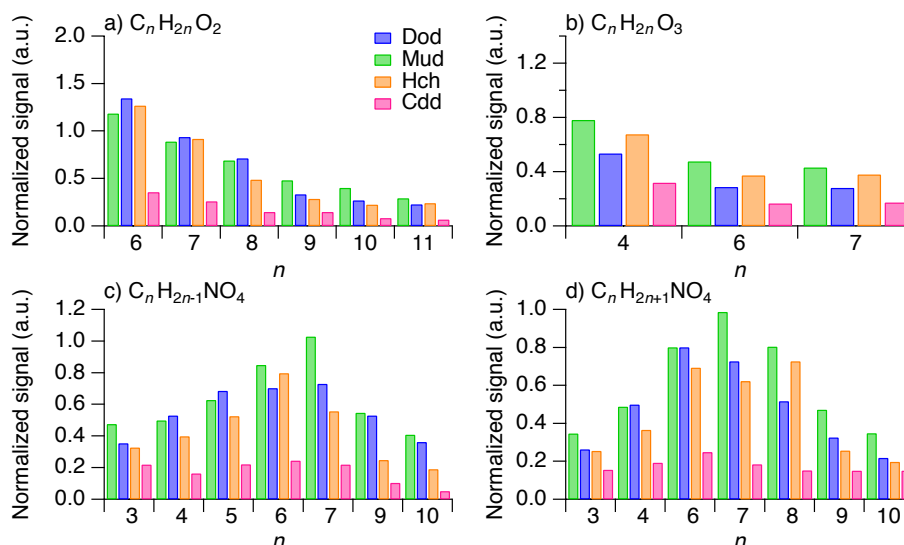 a) CnH2nO2
Normalized signal (a.u.)
2.0
1.5
1.0
0.5
0.0
6 7 8 9 10 11
n
Dod
Mud
Hch
Cdd
b) CnH2nO3
Normalized signal (a.u.)
1.2
0.8
0.4
0.0
4 6 7
n
c) CnH2n-1NO4
Normalized signal (a.u.)
1.2
1.0
0.8
0.6
0.4
0.2
0.0
3 4 5 6 7 9 10
n
d) CnH2n+1NO4
Normalized signal (a.u.)
1.0
0.8
0.6
0.4
0.2
0.0
3 4 6 7 8 9 10
n